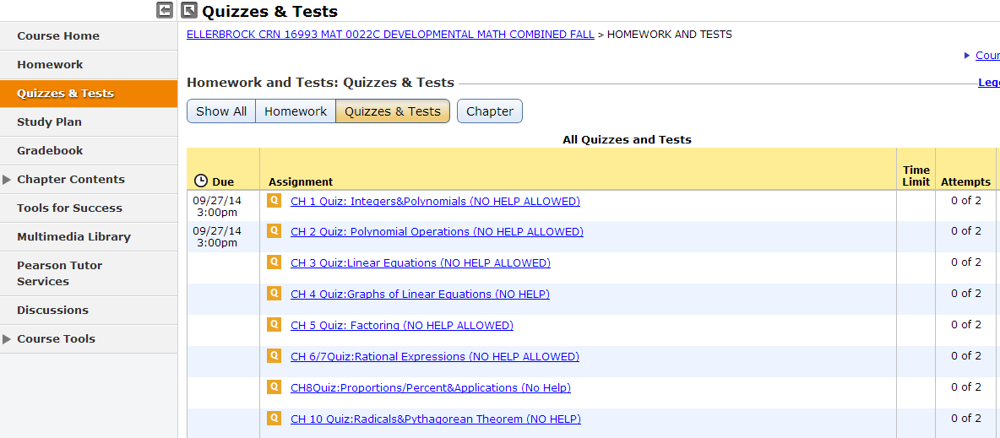 Quizzes & Tests
Course Home
Homework
Quizzes & Tests
Study Plan
Gradebook
Chapter Contents
Tools for Success
Multimedia Library
Pearson Tutor
Services
Discussions
Course Tools
ELLERBROCK CRN 16993 MAT 0022C DEVELOPMENTAL MATH COMBINED FALL > HOMEWORK AND TESTS
Cour
Homework and Tests: Quizzes & Tests
Lege
Show All Homework Quizzes & Tests Chapter
All Quizzes and Tests
Due Assignment Time Limit Attempts
09/27/14 3:00pm Q CH 1 Quiz: Integers&Polynomials (NO HELP ALLOWED) 0 of 2
09/27/14 3:00pm Q CH 2 Quiz: Polynomial Operations (NO HELP ALLOWED) 0 of 2
Q CH 3 Quiz:Linear Equations (NO HELP ALLOWED) 0 of 2
Q CH 4 Quiz:Graphs of Linear Equations (NO HELP) 0 of 2
Q CH 5 Quiz: Factoring (NO HELP ALLOWED) 0 of 2
Q CH 6/7Quiz:Rational Expressions (NO HELP ALLOWED) 0 of 2
Q CH8Quiz:Proportions/Percent&Applications (No Help) 0 of 2
Q CH 10 Quiz:Radicals&Pythagorean Theorem (NO HELP) 0 of 2